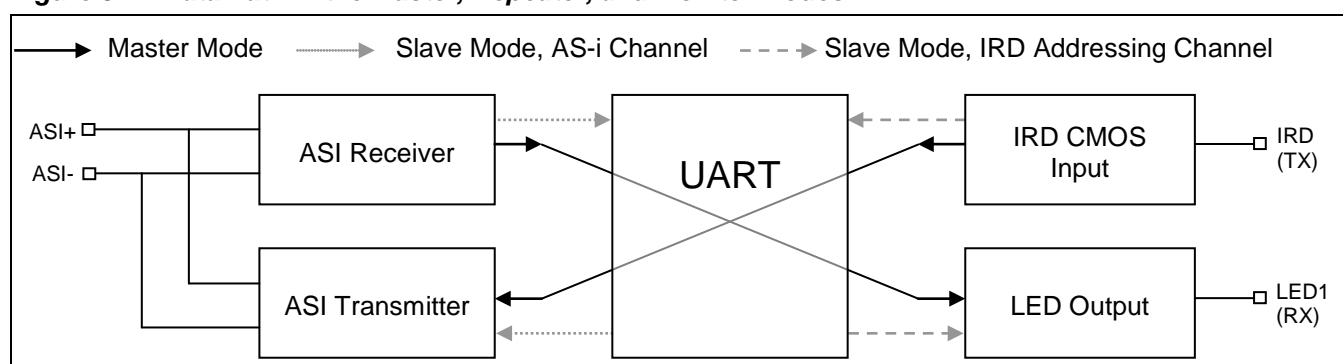 Master Mode
Slave Mode, AS-i Channel
Slave Mode, IRD Addressing Channel
ASI+
ASI-
ASI Receiver
UART
IRD CMOS
Input
IRD
(TX)
ASI Transmitter
LED Output
LED1
(RX)